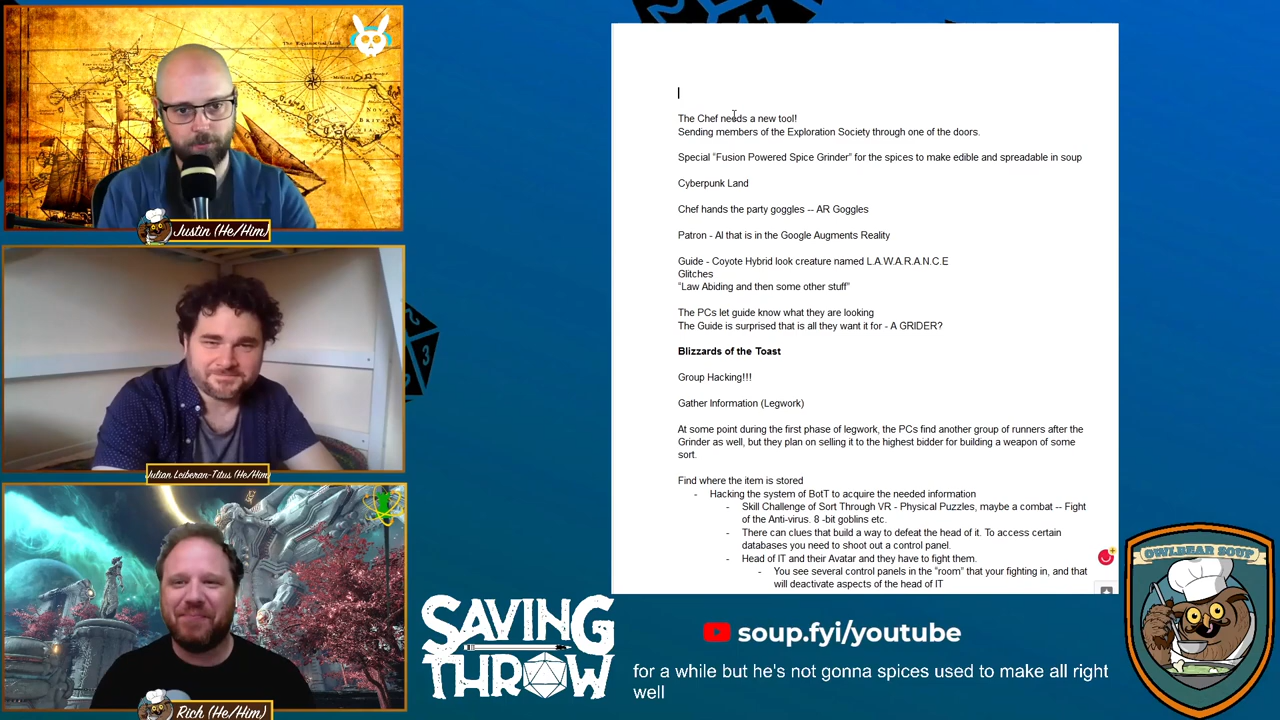 The Fall
NOVA
BRITA
Justin (He/Him)
Julian Leiberan-Titus (He/Him)
Rich (He/Him)
The Chef needs a new tool!
Sending members of the Exploration Society through one of the doors.
Special “Fusion Powered Spice Grinder” for the spices to make edible and spreadable in soup
Cyberpunk Land
Chef hands the party goggles -- AR Goggles
Patron - AI that is in the Google Augments Reality
Guide - Coyote Hybrid look creature named L.A.W.A.R.A.N.C.E
Glitches
“Law Abiding and then some other stuff”
The PCs let guide know what they are looking
The Guide is surprised that is all they want it for - A GRIDER?
Blizzards of the Toast
Group Hacking!!!
Gather Information (Legwork)
At some point during the first phase of legwork, the PCs find another group of runners after the
Grinder as well, but they plan on selling it to the highest bidder for building a weapon of some
sort.
Find where the item is stored
- Hacking the system of BotT to acquire the needed information
- Skill Challenge of Sort Through VR - Physical Puzzles, maybe a combat -- Fight
of the Anti-virus. 8 -bit goblins etc.
- There can clues that build a way to defeat the head of it. To access certain
databases you need to shoot out a control panel.
- Head of IT and their Avatar and they have to fight them.
- You see several control panels in the “room” that your fighting in, and that
will deactivate aspects of the head of IT
SAVING
THROW
soup.fyi/youtube
for a while but he's not gonna spices used to make all right
well
OWLBEAR SOUP